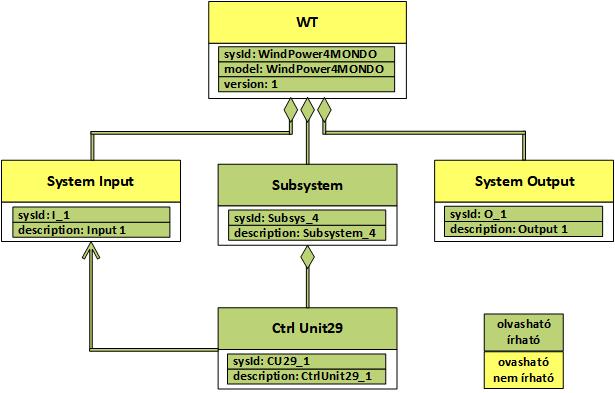 WT
sysId: WindPower4MONDO
model: WindPower4MONDO
version: 1
System Input
sysId: I_1
description: Input 1
Subsystem
sysId: Subsys_4
description: Subsystem_4
System Output
sysId: O_1
description: Output 1
Ctrl Unit29
sysId: CU29_1
description: CtrlUnit29_1
olvasható
írható
ovasható
nem írható